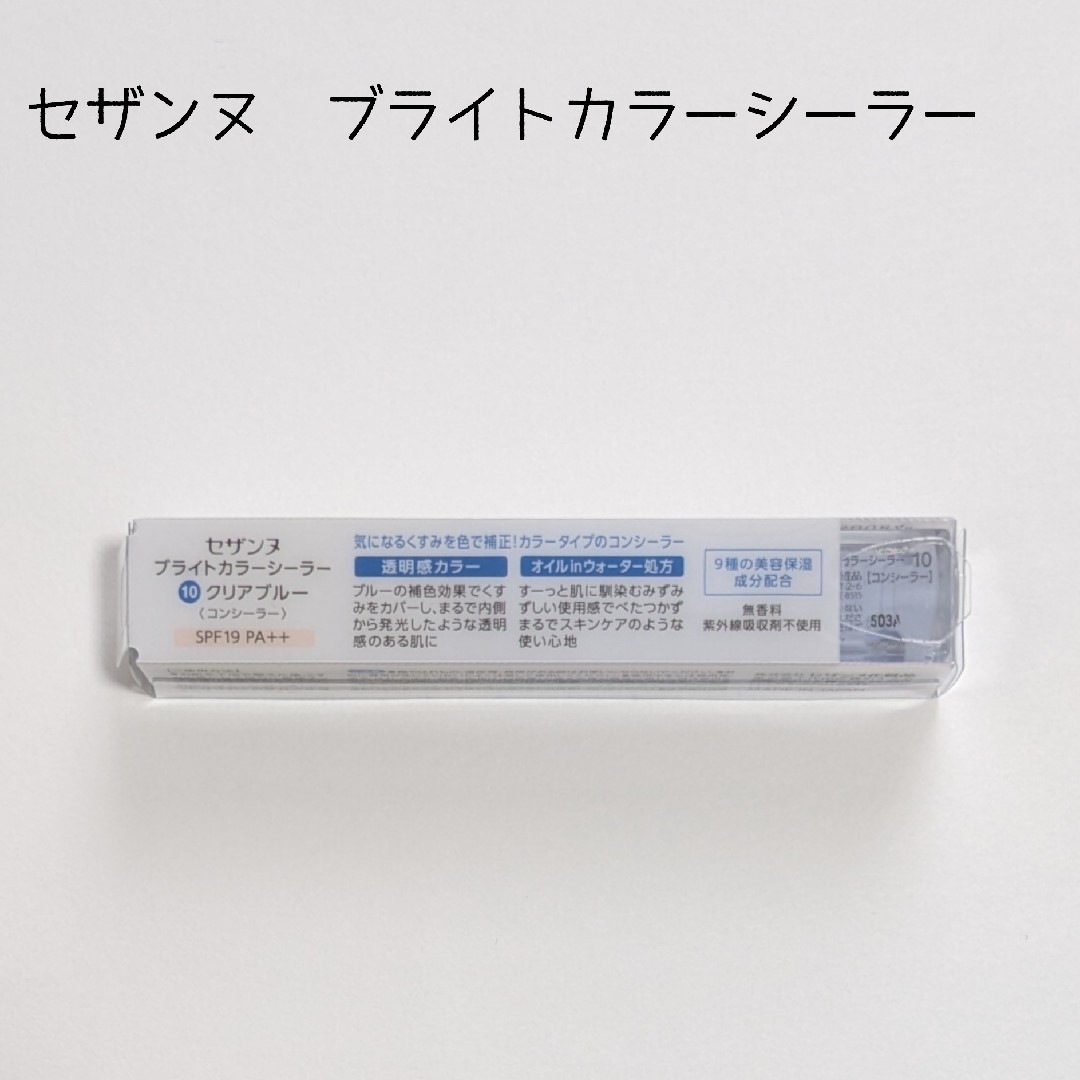 セザンヌ　ブライトカラーシーラー
セザンヌ
ブライトカラーシーラー
10 クリアブルー
〈コンシーラー〉
SPF19 PA++
気になるくすみを色で補正!カラータイプのコンシーラー
透明感カラー
ブルーの補色効果でくす
みをカバーし、まるで内側
から発光したような透明
感のある肌に
オイルinウォーター処方
すーっと肌に馴染むみずみ
ずしい使用感でべたつかず
まるでスキンケアのような
使い心地
9種の美容保湿
成分配合
無香料
紫外線吸収剤不使用
カラーシーラー 10
[コンシーラー]
S03A